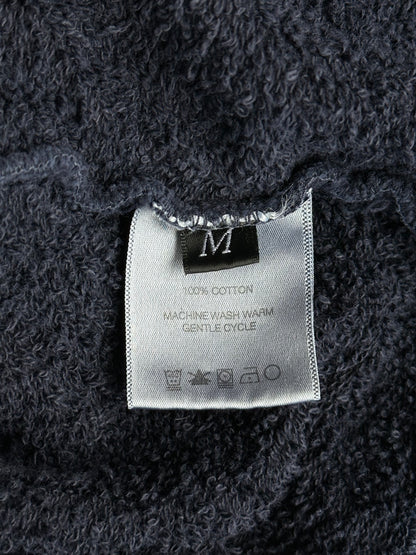 M
100% COTTON
MACHINE WASH WARM
GENTLE CYCLE